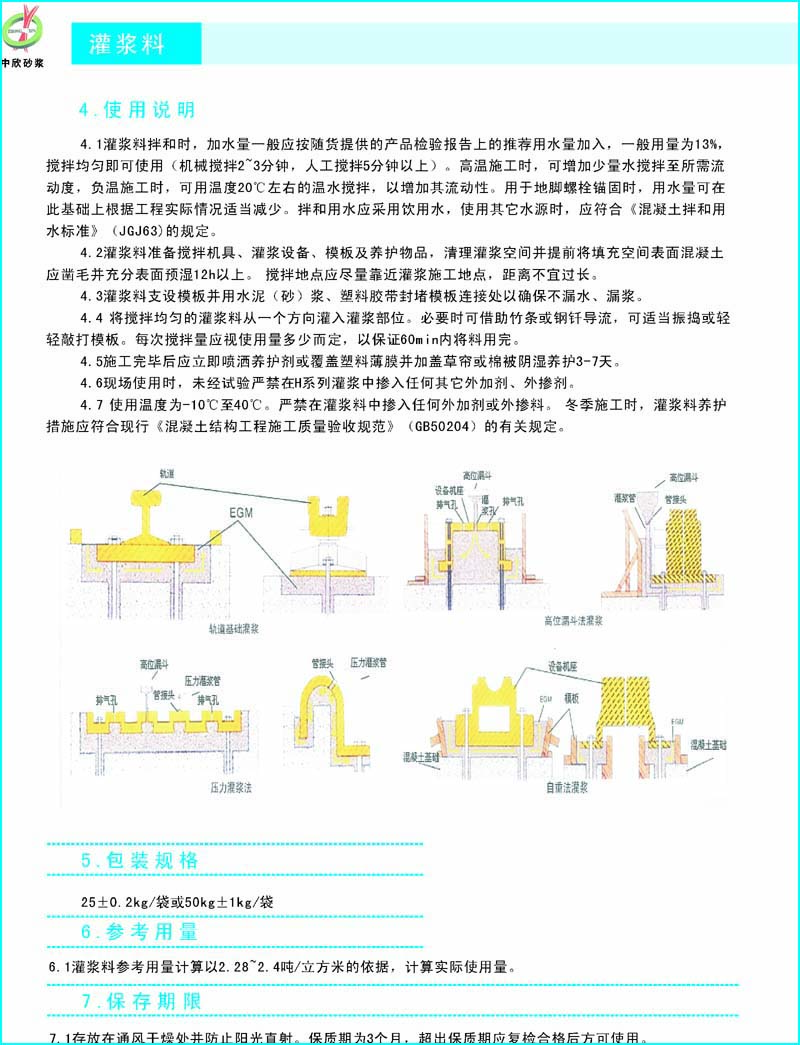 中欣砂浆
灌浆料
4.使用说明
4.1灌浆料拌和时，加水量一般应按随货提供的产品检验报告上的推荐用水量加入，一般用量为13%，
搅拌均匀即可使用（机械搅拌2~3分钟，人工搅拌5分钟以上）。高温施工时，可增加少量水搅拌至所需流
动度，负温施工时，可用温度20℃左右的温水搅拌，以增加其流动性。用于地脚螺栓锚固时，用水量可在
此基础上根据工程实际情况适当减少。拌和用水应采用饮用水，使用其它水源时，应符合《混凝土拌和用
水标准》（JGJ63)的规定。
4.2灌浆料准备搅拌机具、灌浆设备、模板及养护物品，清理灌浆空间并提前将填充空间表面混凝土
应凿毛并充分表面预湿12h以上。 搅拌地点应尽量靠近灌浆施工地点，距离不宜过长。
4.3灌浆料支设模板并用水泥（砂）浆、塑料胶带封堵模板连接处以确保不漏水、漏浆。
4.4 将搅拌均匀的灌浆料从一个方向灌入灌浆部位。必要时可借助竹条或钢钎导流，可适当振捣或轻
轻敲打模板。每次搅拌量应视使用量多少而定，以保证60min内将料用完。
4.5施工完毕后应立即喷洒养护剂或覆盖塑料薄膜并加盖草帘或棉被阴湿养护3-7天。
4.6现场使用时，未经试验严禁在H系列灌浆中掺入任何其它外加剂、外掺剂。
4.7 使用温度为-10℃至40℃。严禁在灌浆料中掺入任何外加剂或外掺料。 冬季施工时，灌浆料养护
措施应符合现行《混凝土结构工程施工质量验收规范》（GB50204）的有关规定。
轨道
EGM
轨道基础灌浆
高位漏斗
设备机座
排气孔
灌浆孔
排气孔
高位漏斗
灌浆管
管接头
高位漏斗法灌浆
高位漏斗
压力灌浆管
管接头
排气孔
排气孔
管接头
压力灌浆管
压力灌浆法
设备机座
EGM
模板
EGM
混凝土基础
混凝土基础
自重法灌浆
5.包装规格
25±0.2kg/袋或50kg±1kg/袋
6.参考用量
6.1灌浆料参考用量计算以2.28~2.4吨/立方米的依据，计算实际使用量。
7.保存期限
7.1存放在通风干燥处并防止阳光直射。保质期为3个月，超出保质期应复检合格后方可使用。